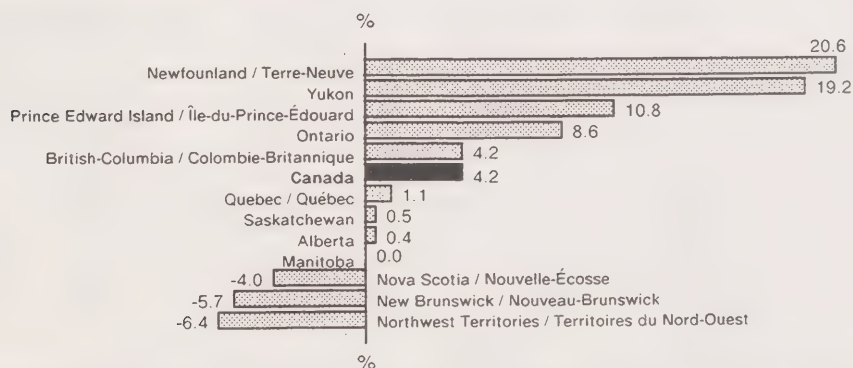 %
Newfounland / Terre-Neuve 20.6
Yukon 19.2
Prince Edward Island / Île-du-Prince-Édouard 10.8
Ontario 8.6
British-Columbia / Colombie-Britannique 4.2
Canada 4.2
Quebec / Québec 1.1
Saskatchewan 0.5
Alberta 0.4
Manitoba 0.0
-4.0 Nova Scotia / Nouvelle-Écosse
-5.7 New Brunswick / Nouveau-Brunswick
-6.4 Northwest Territories / Territoires du Nord-Ouest
%